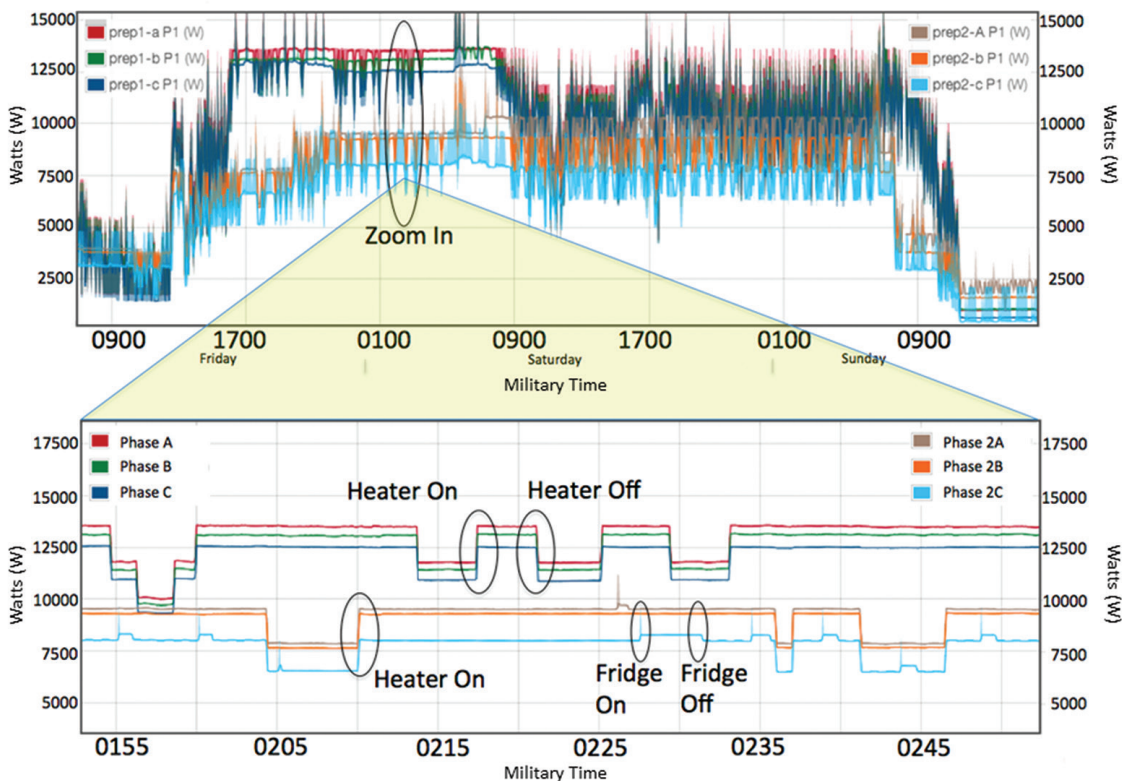 15000
12500
10000
7500
5000
2500
Watts (W)
prep1-a P1 (W)
prep1-b P1 (W)
prep1-c P1 (W)
prep2-A P1 (W)
prep2-b P1 (W)
prep2-c P1 (W)
15000
12500
10000
7500
5000
2500
Watts (W)
Zoom In
0900 1700 0100 0900 1700 0100 0900
Friday Saturday Sunday
Military Time
17500
15000
12500
10000
7500
5000
Watts (W)
Phase A
Phase B
Phase C
Phase 2A
Phase 2B
Phase 2C
Heater On
Heater Off
Heater On
Fridge On
Fridge Off
17500
15000
12500
10000
7500
5000
Watts (W)
0155 0205 0215 0225 0235 0245
Military Time